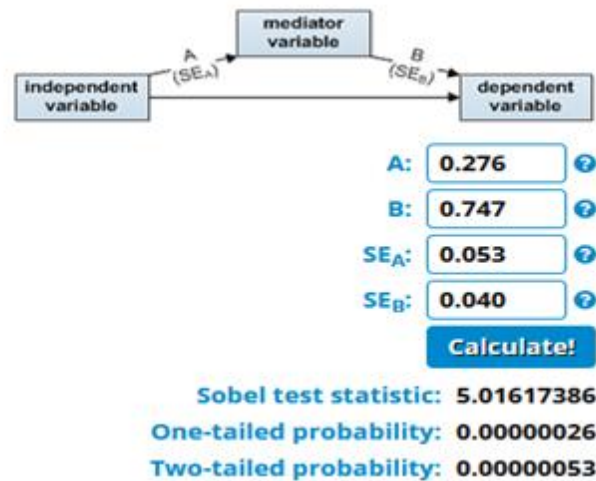 mediator
variable
A
(SEA)
B
(SEB)
independent
variable
dependent
variable
A: 0.276 ?
B: 0.747 ?
SEA: 0.053 ?
SEB: 0.040 ?
Calculate!
Sobel test statistic: 5.01617386
One-tailed probability: 0.00000026
Two-tailed probability: 0.00000053